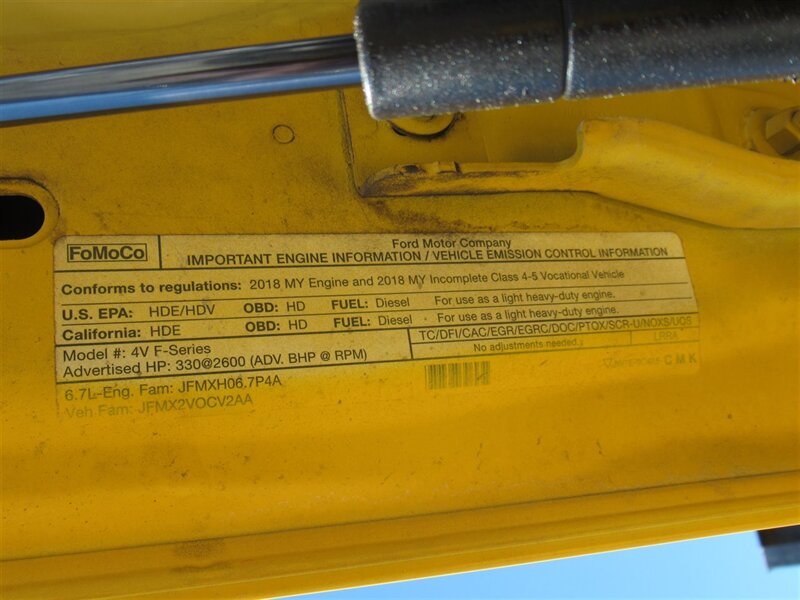 FoMoCo
Ford Motor Company
IMPORTANT ENGINE INFORMATION / VEHICLE EMISSION CONTROL INFORMATION
Conforms to regulations: 2018 MY Engine and 2018 MY Incomplete Class 4-5 Vocational Vehicle
U.S. EPA: HDE/HDV OBD: HD FUEL: Diesel For use as a light heavy-duty engine.
California: HDE OBD: HD FUEL: Diesel For use as a light heavy-duty engine.
Model #: 4V F-Series
Advertised HP: 330@2600 (ADV. BHP @ RPM)
TC/DFI/CAC/EGR/EGRC/DOC/PTOX/SCR-U/NOXS/UOS
No adjustments needed. LRRA
6.7L-Eng. Fam: JFMXH06.7P4A
Veh Fam: JFMX2VOCV2AA
C M K